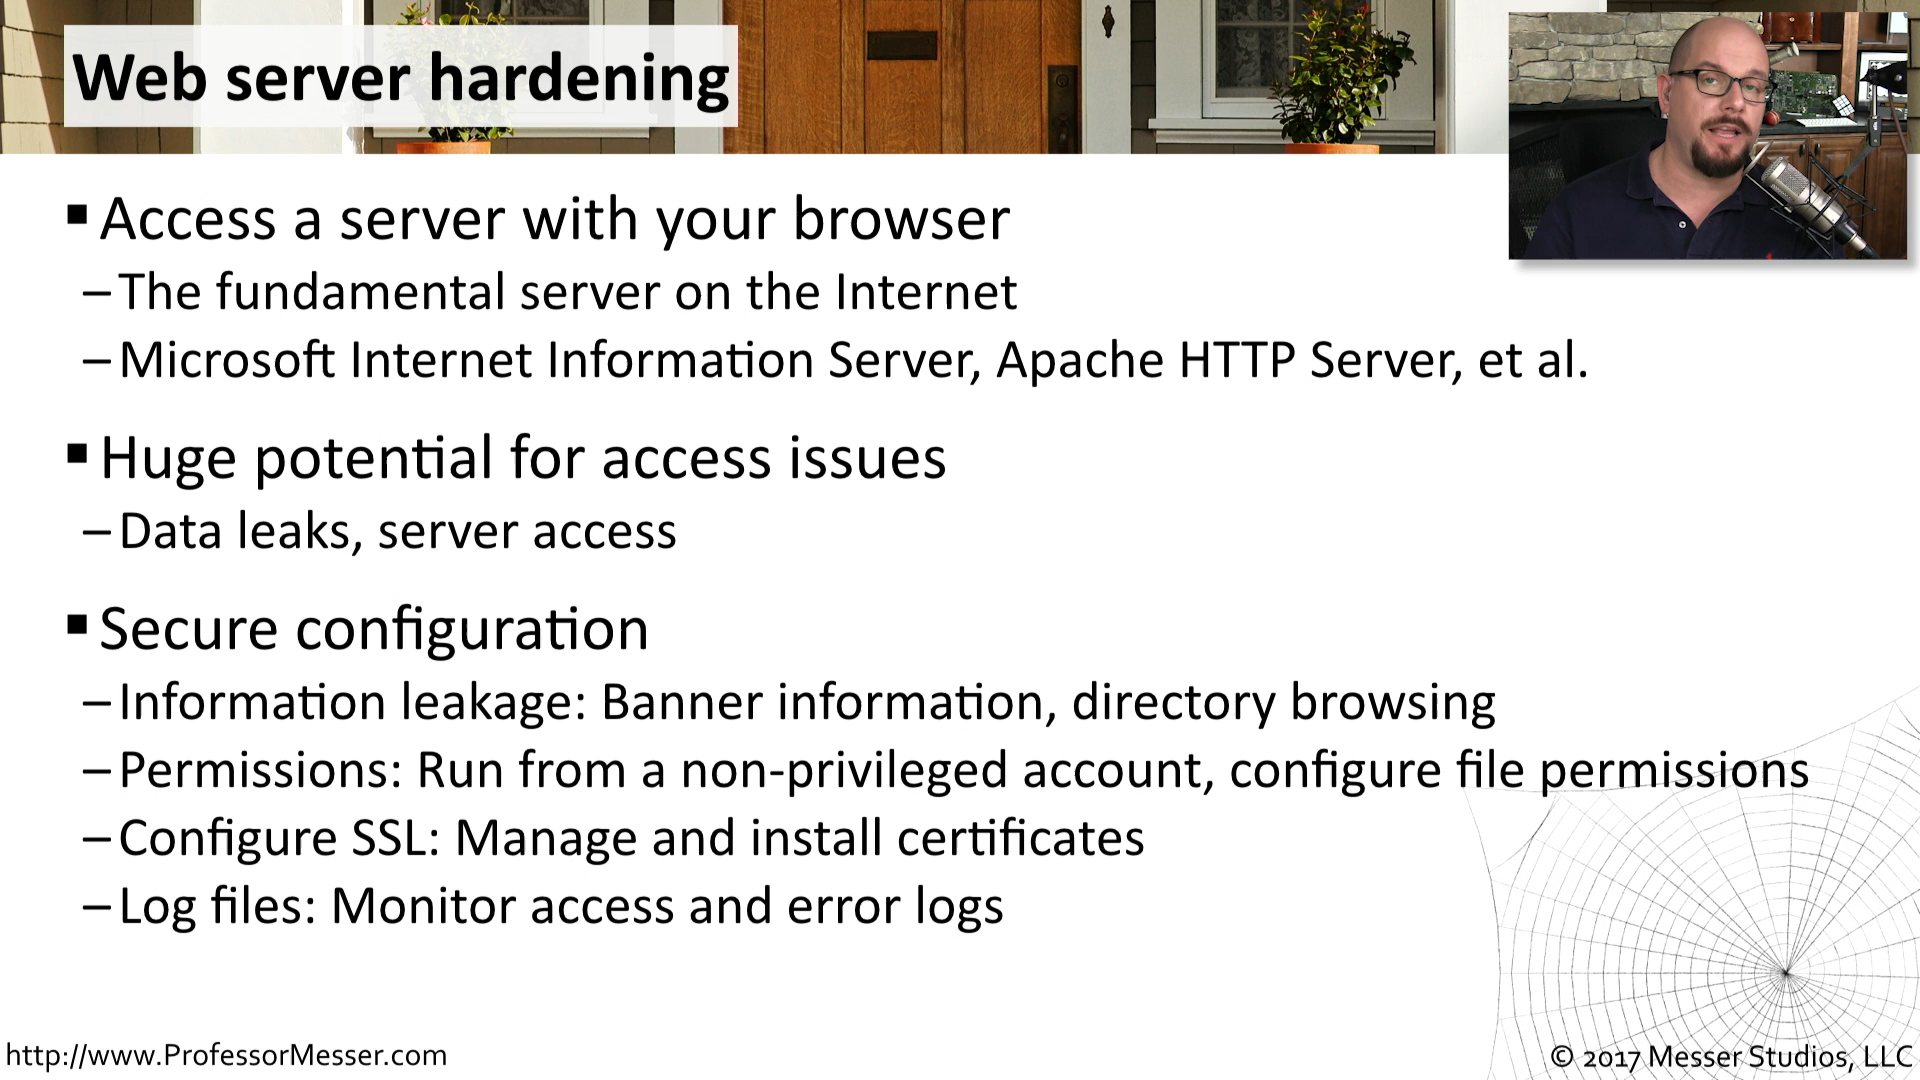 Web server hardening
▪ Access a server with your browser
– The fundamental server on the Internet
– Microsoft Internet Information Server, Apache HTTP Server, et al.
▪ Huge potential for access issues
– Data leaks, server access
▪ Secure configuration
– Information leakage: Banner information, directory browsing
– Permissions: Run from a non-privileged account, configure file permissions
– Configure SSL: Manage and install certificates
– Log files: Monitor access and error logs
http://www.ProfessorMesser.com
© 2017 Messer Studios, LLC